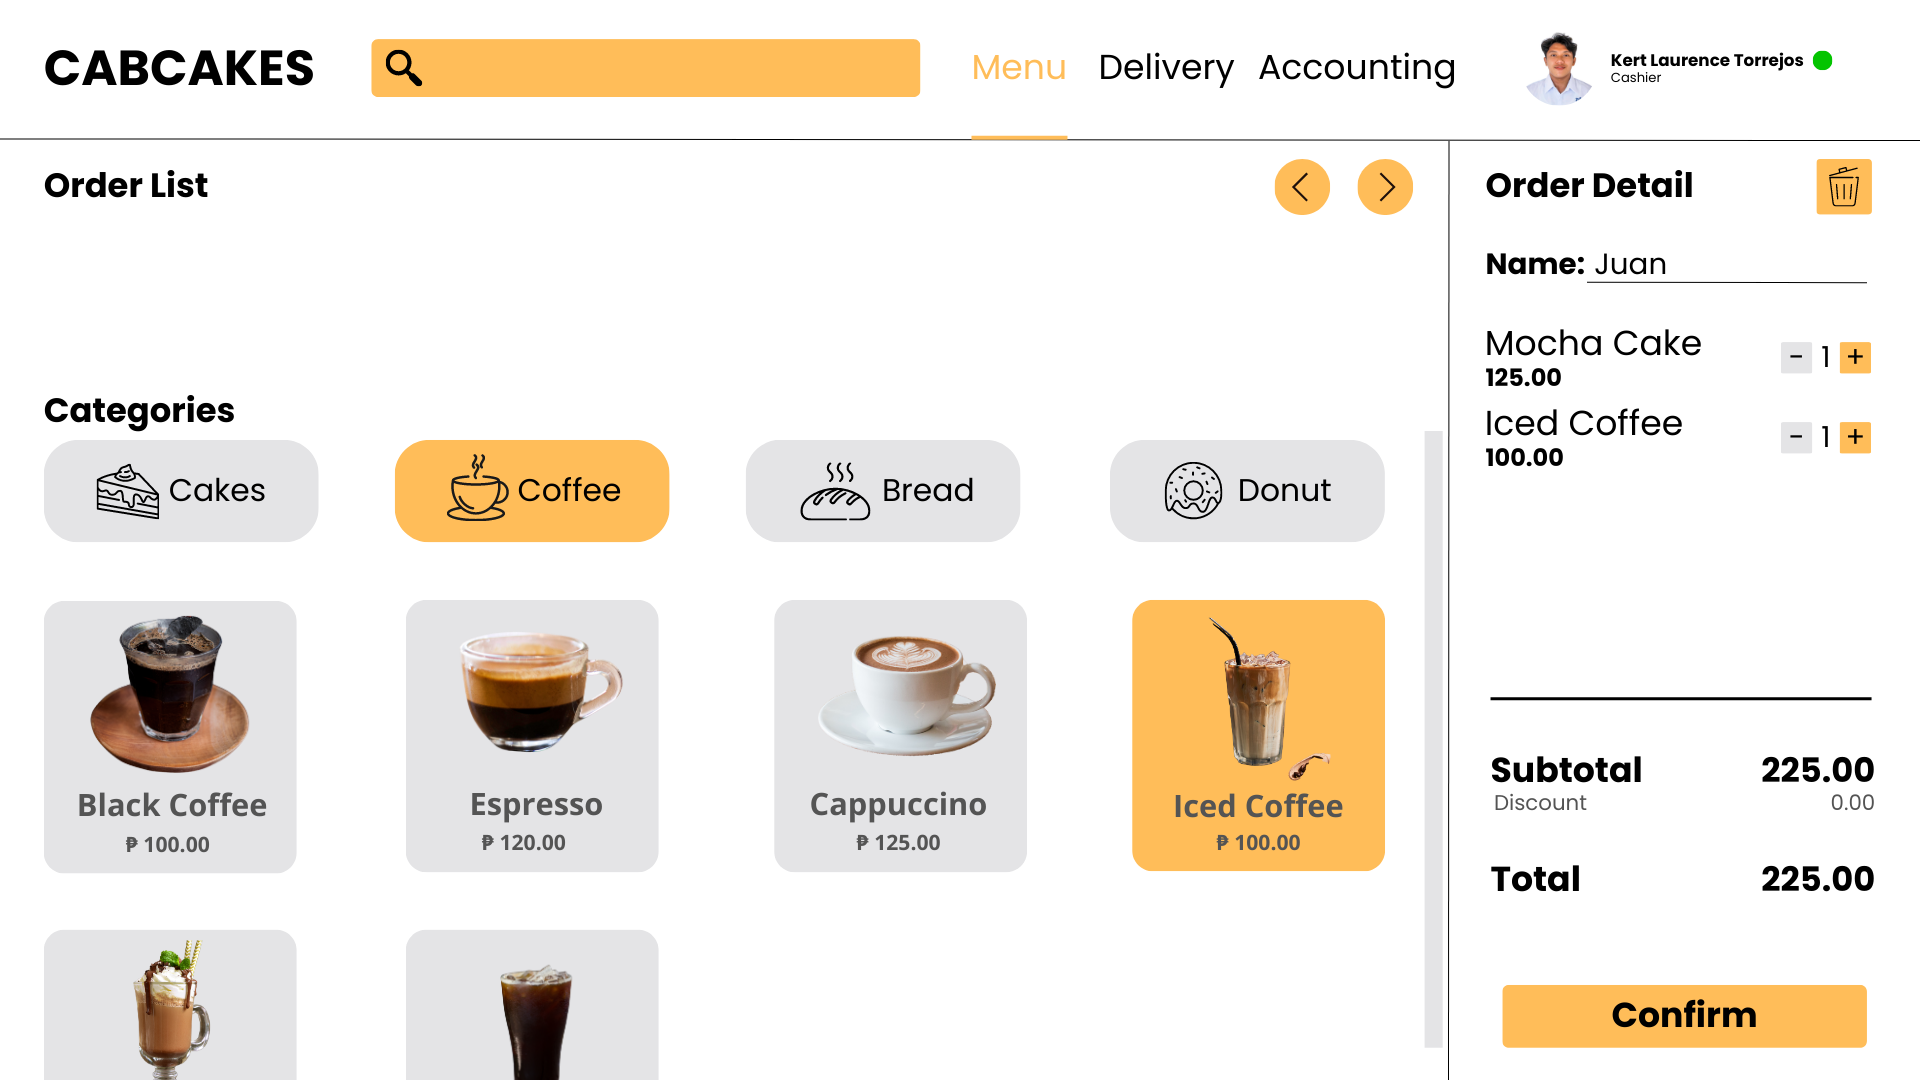 CABCAKES
Menu
Delivery
Accounting
Kert Laurence Torrejos
Cashier
Order List
Categories
Cakes
Coffee
Bread
Donut
Black Coffee
₱ 100.00
Espresso
₱ 120.00
Cappuccino
₱ 125.00
Iced Coffee
₱ 100.00
Order Detail
Name: Juan
Mocha Cake
125.00
- 1 +
Iced Coffee
100.00
- 1 +
Subtotal 225.00
Discount 0.00
Total 225.00
Confirm